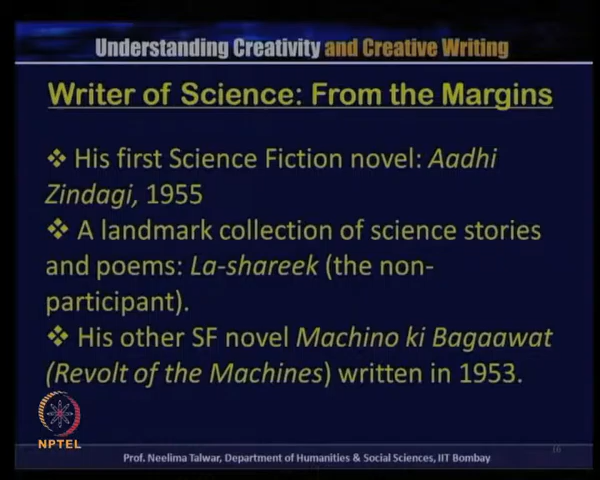 Understanding Creativity and Creative Writing
Writer of Science: From the Margins
❖ His first Science Fiction novel: Aadhi
Zindagi, 1955
❖ A landmark collection of science stories
and poems: La-shareek (the non-
participant).
❖ His other SF novel Machino ki Bagaawat
(Revolt of the Machines) written in 1953.
NPTEL
16
Prof. Neelima Talwar, Department of Humanities & Social Sciences, IIT Bombay